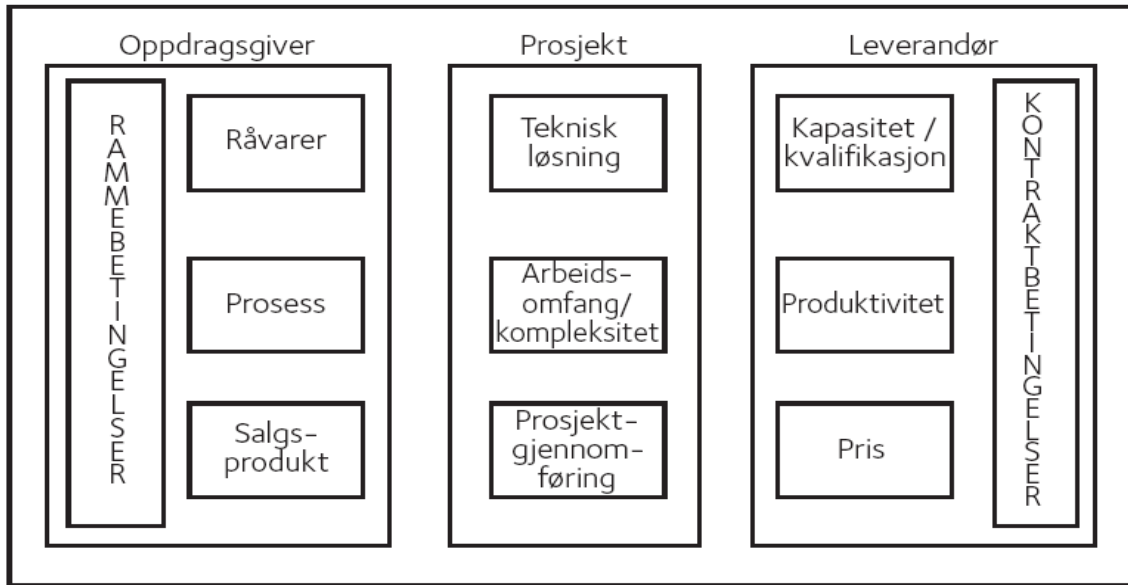 Oppdragsgiver
RAMMEBETINGELSER
Råvarer
Prosess
Salgs-
produkt
Prosjekt
Teknisk
løsning
Arbeids-
omfang/
kompleksitet
Prosjekt-
gjennom-
føring
Leverandør
Kapasitet /
kvalifikasjon
Produktivitet
Pris
KONTRAKTBETINGELSER